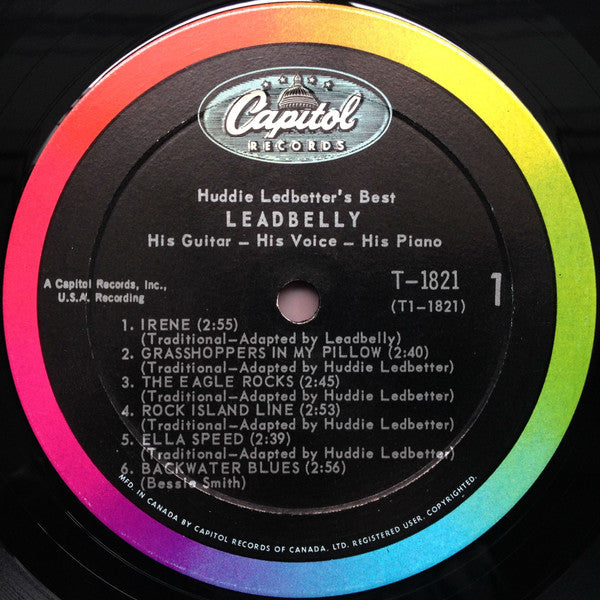 Capitol
RECORDS
Huddie Ledbetter's Best
LEADBELLY
His Guitar – His Voice – His Piano
A Capitol Records, Inc.,
U.S.A. Recording
T-1821
(T1-1821)
1
1. IRENE (2:55)
(Traditional–Adapted by Leadbelly)
2. GRASSHOPPERS IN MY PILLOW (2:40)
(Traditional–Adapted by Huddie Ledbetter)
3. THE EAGLE ROCKS (2:45)
(Traditional–Adapted by Huddie Ledbetter)
4. ROCK ISLAND LINE (2:53)
(Traditional–Adapted by Huddie Ledbetter)
5. ELLA SPEED (2:39)
(Traditional–Adapted by Huddie Ledbetter)
6. BACKWATER BLUES (2:56)
(Bessie Smith)
MFD. IN CANADA BY CAPITOL RECORDS OF CANADA. LTD. REGISTERED USER. COPYRIGHTED.